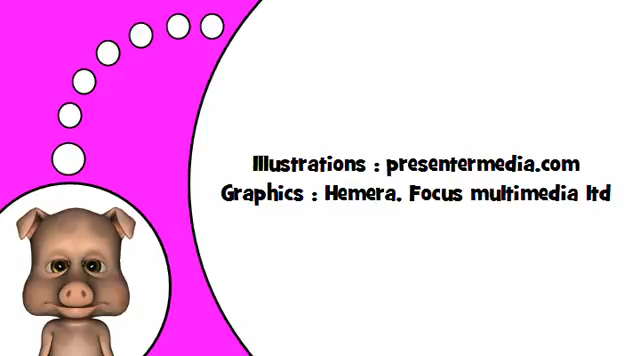 Illustrations : presentermedia.com
Graphics : Hemera. Focus multimedia ltd